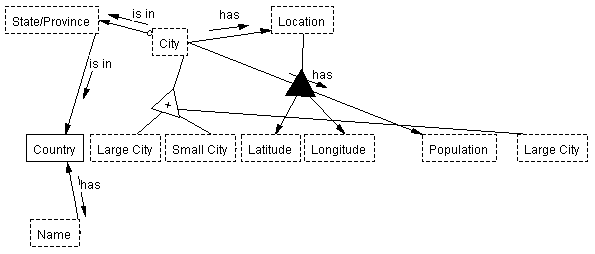 is in
has
State/Province
Location
City
is in
has
+
Country
Large City
Small City
Latitude
Longitude
Population
Large City
has
Name